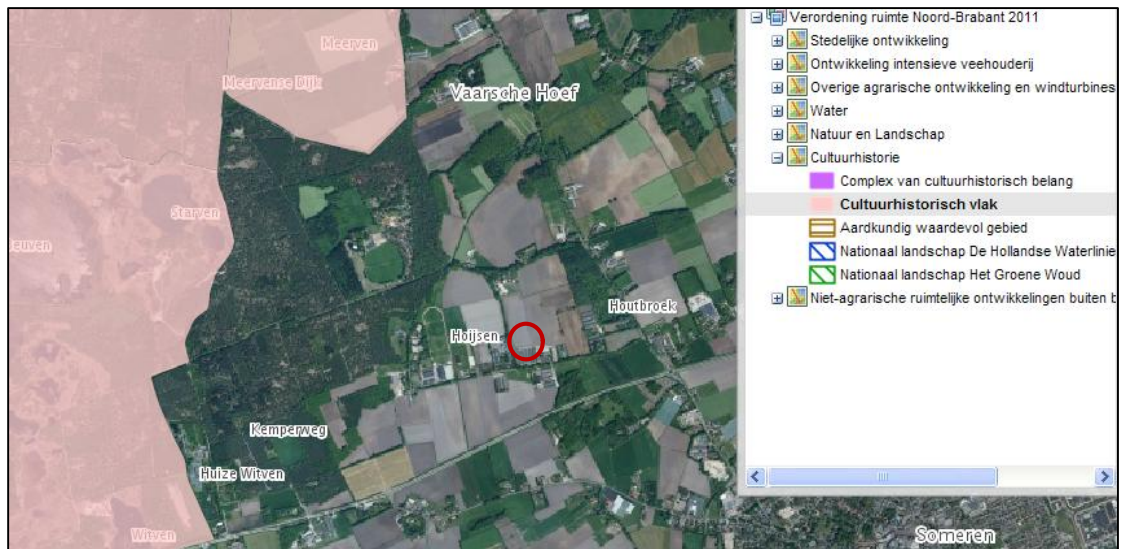 Meerven
Meervense Dijk
Vaarsche Hoef
Starven
euven
Houtbroek
Hoijsen
Kemperweg
Huize Witven
Witven
Someren
Verordening ruimte Noord-Brabant 2011
Stedelijke ontwikkeling
Ontwikkeling intensieve veehouderij
Overige agrarische ontwikkeling en windturbines
Water
Natuur en Landschap
Cultuurhistorie
Complex van cultuurhistorisch belang
Cultuurhistorisch vlak
Aardkundig waardevol gebied
Nationaal landschap De Hollandse Waterlinie
Nationaal landschap Het Groene Woud
Niet-agrarische ruimtelijke ontwikkelingen buiten b